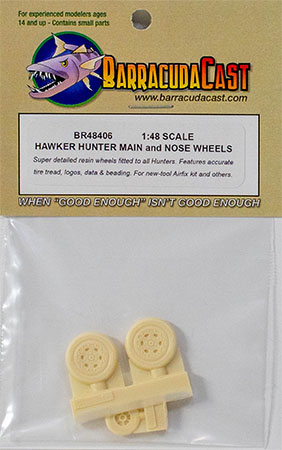 For experienced modelers ages
14 and up - Contains small parts
BARRACUDACAST
www.barracudacast.com
BR48406 1:48 SCALE
HAWKER HUNTER MAIN and NOSE WHEELS
Super detailed resin wheels fitted to all Hunters. Features accurate
tire tread, logos, data & beading. For new-tool Airfix kit and others.
WHEN "GOOD ENOUGH" ISN'T GOOD ENOUGH